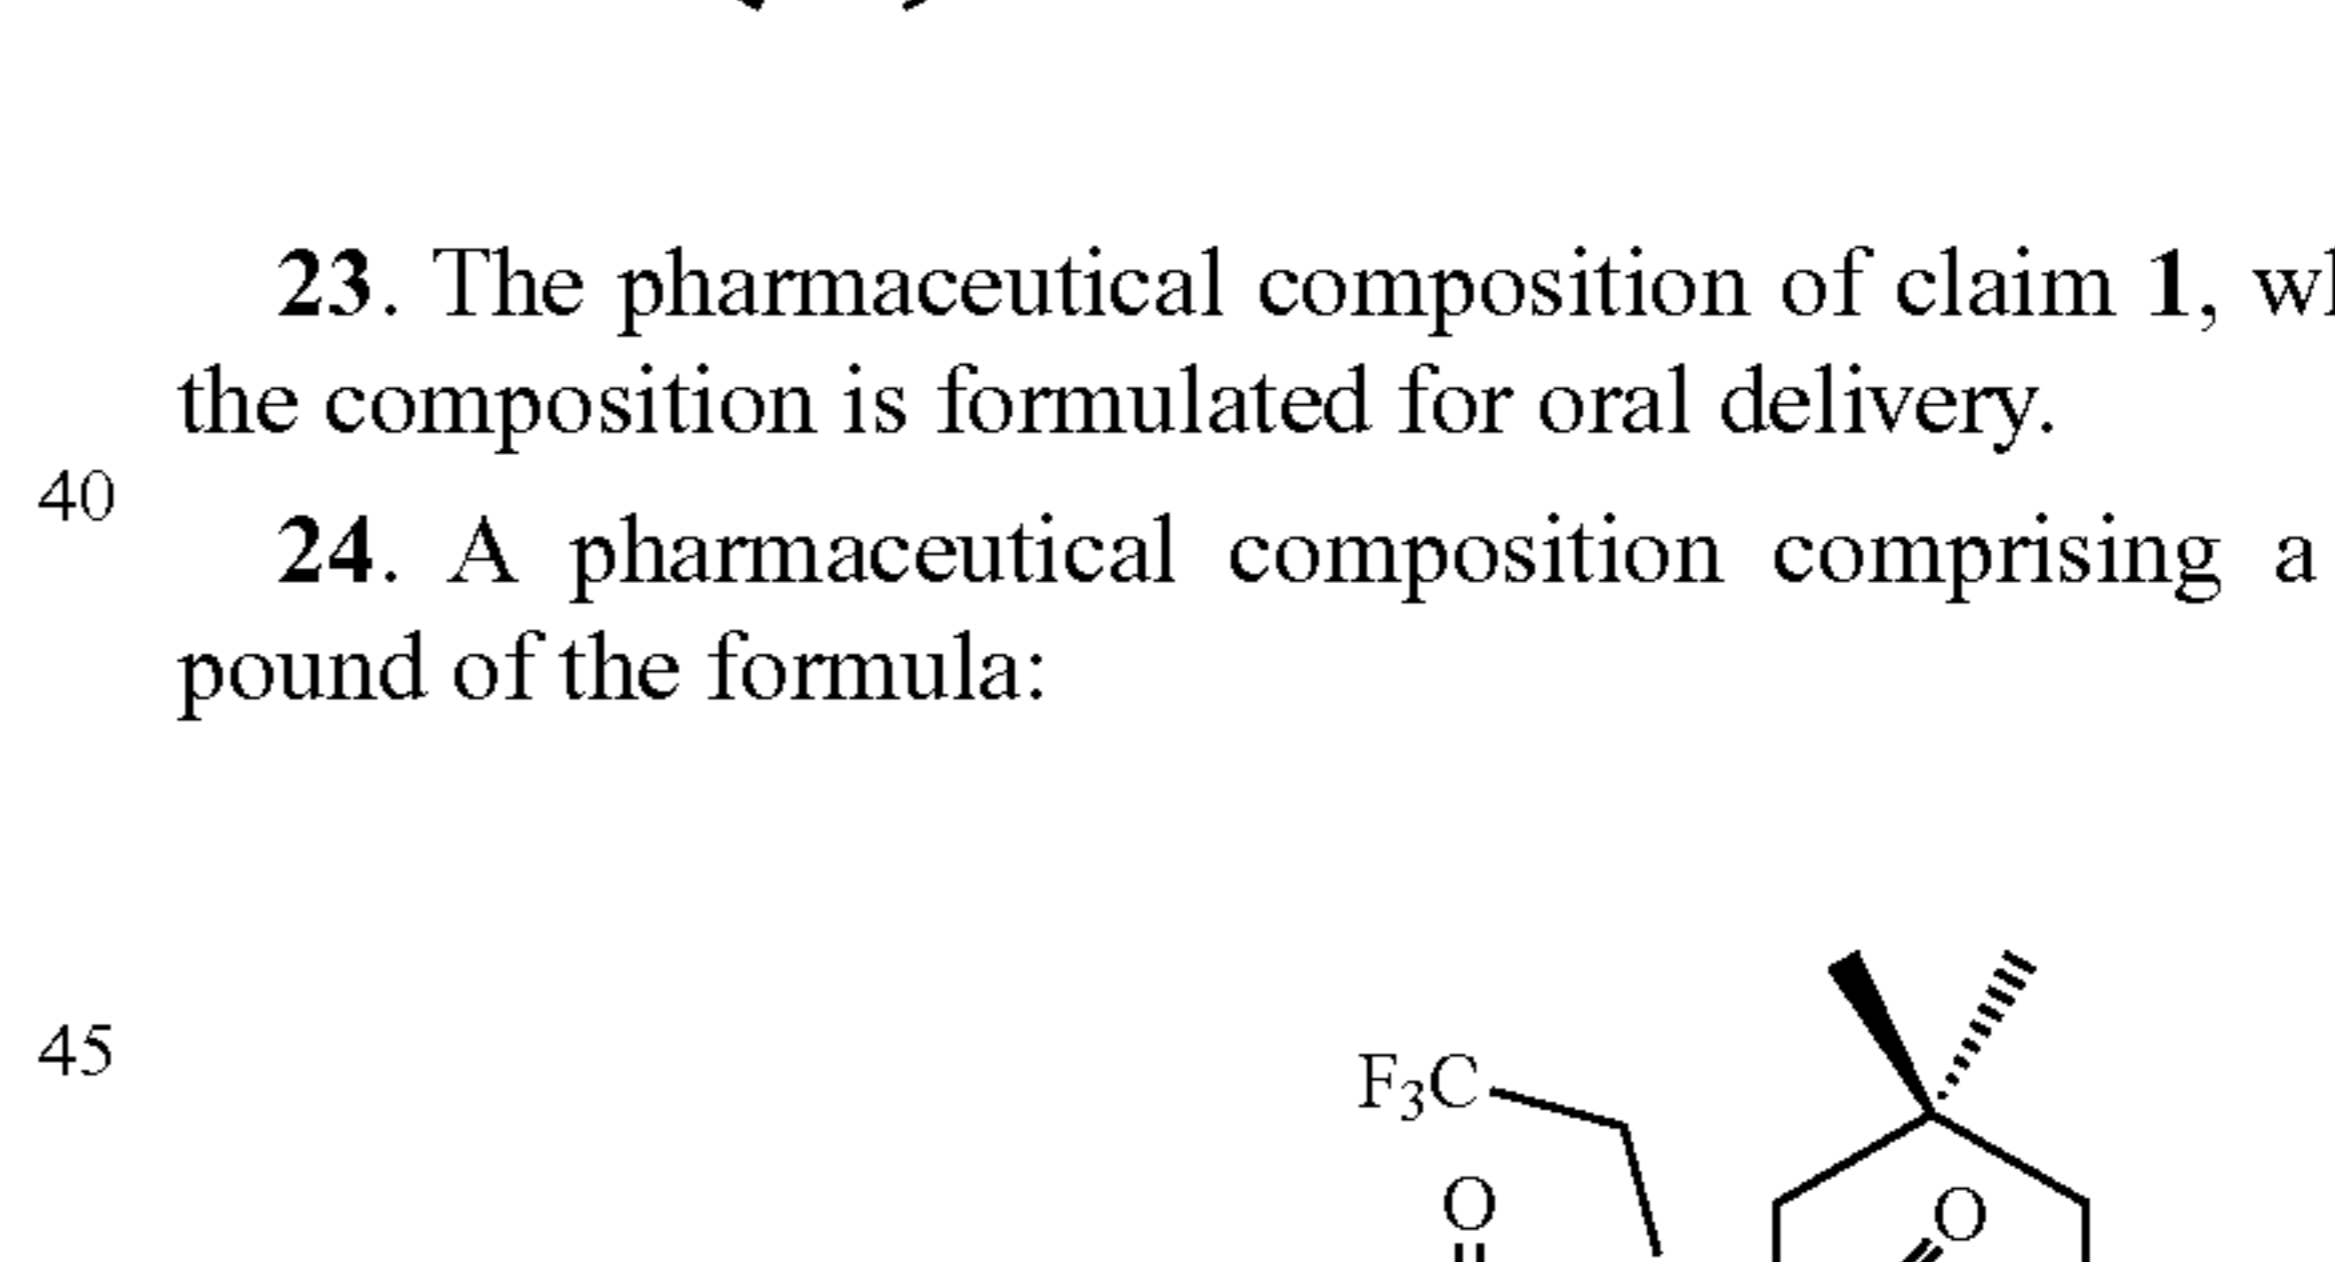 23. The pharmaceutical composition of claim 1,
the composition is formulated for oral delivery.
40
24. A pharmaceutical composition comprising a
pound of the formula:
45
F₃C
O
O